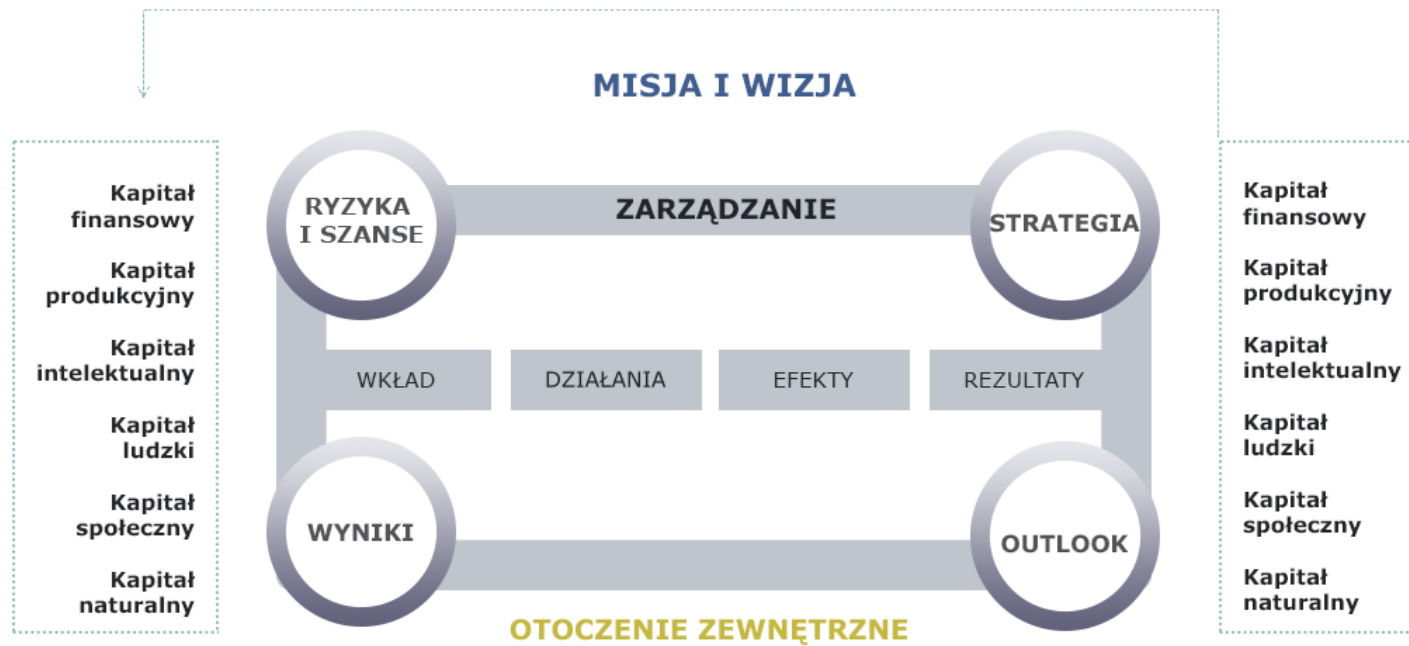 MISJA I WIZJA
Kapitał
finansowy
Kapitał
produkcyjny
Kapitał
intelektualny
Kapitał
ludzki
Kapitał
społeczny
Kapitał
naturalny
RYZYKA
I SZANSE
ZARZĄDZANIE
STRATEGIA
WKŁAD
DZIAŁANIA
EFEKTY
REZULTATY
WYNIKI
OUTLOOK
OTOCZENIE ZEWNĘTRZNE
Kapitał
finansowy
Kapitał
produkcyjny
Kapitał
intelektualny
Kapitał
ludzki
Kapitał
społeczny
Kapitał
naturalny